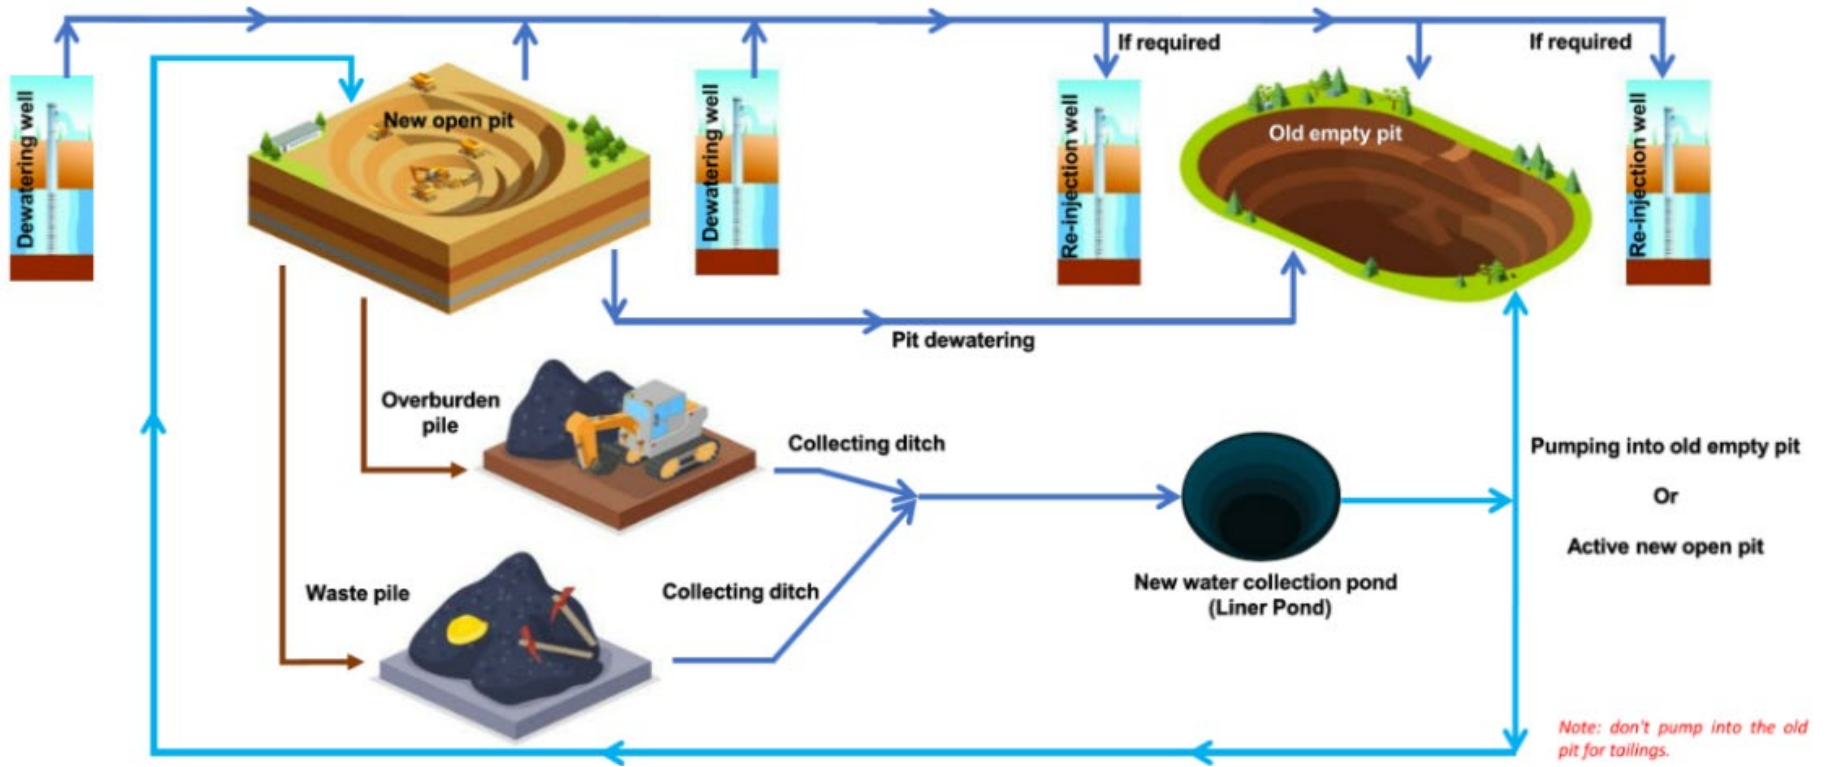 If required
If required
Dewatering well
New open pit
Dewatering well
Re-injection well
Old empty pit
Re-injection well
Pit dewatering
Overburden
pile
Collecting ditch
Pumping into old empty pit
Or
Active new open pit
Waste pile
Collecting ditch
New water collection pond
(Liner Pond)
Note: don't pump into the old
pit for tailings.